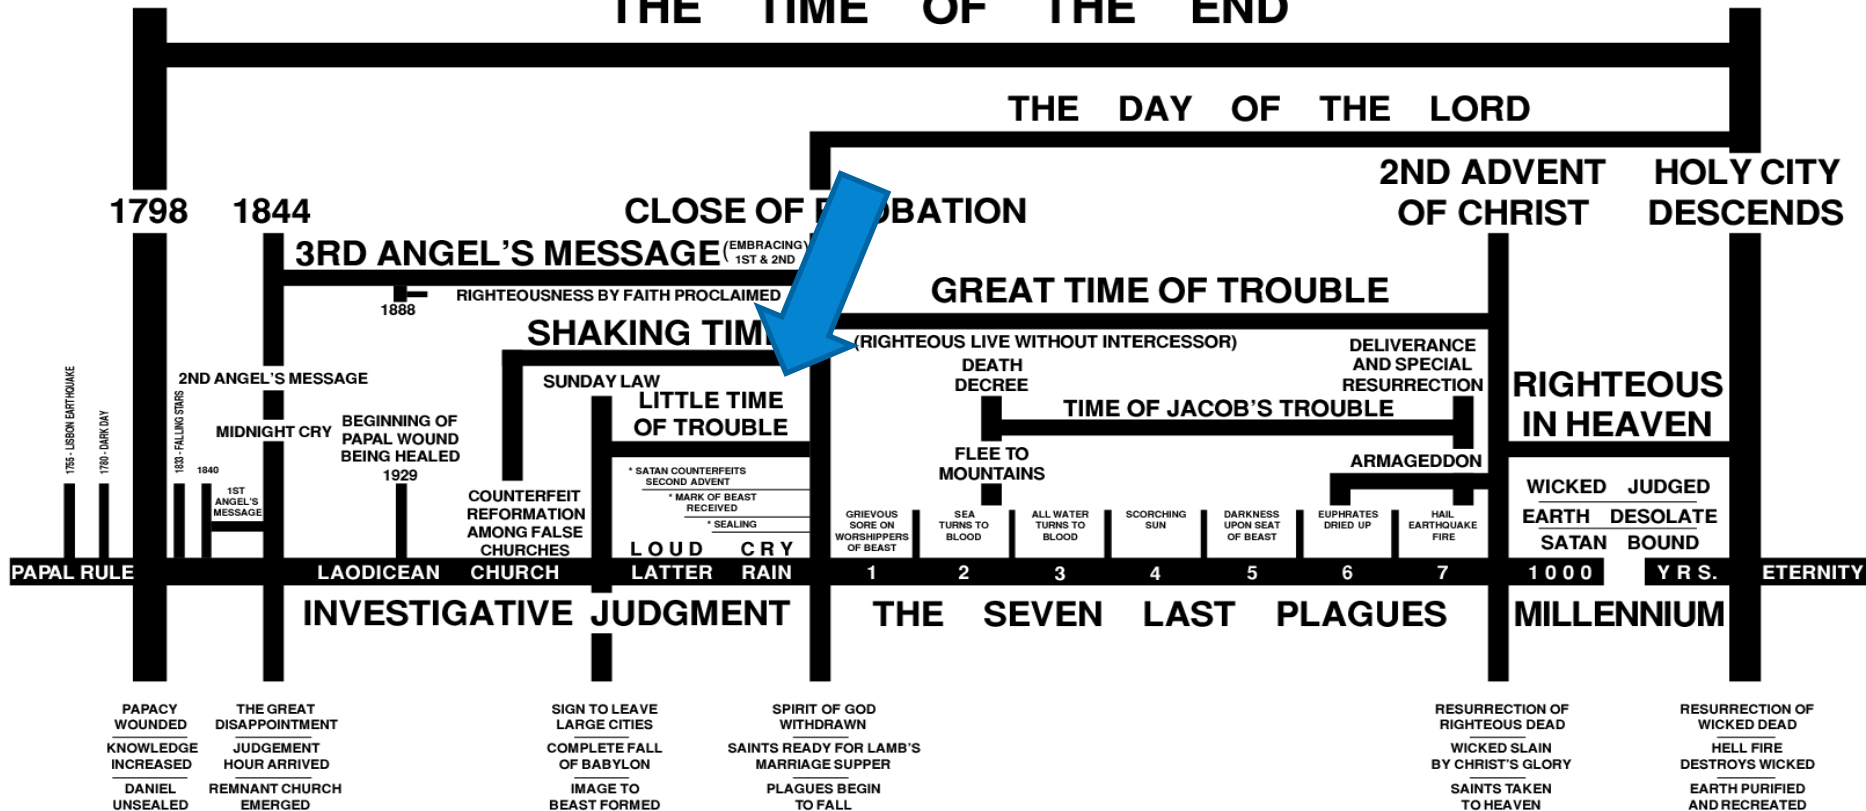 THE TIME OF THE END
THE DAY OF THE LORD
2ND ADVENT
OF CHRIST
HOLY CITY
DESCENDS
1798
1844
CLOSE OF BATION
3RD ANGEL'S MESSAGE
(EMBRACING
1ST & 2ND
RIGHTEOUSNESS BY FAITH PROCLAIMED
1888
GREAT TIME OF TROUBLE
(RIGHTEOUS LIVE WITHOUT INTERCESSOR)
SHAKING TIM
SUNDAY LAW
LITTLE TIME
OF TROUBLE
DEATH
DECREE
DELIVERANCE
AND SPECIAL
RESURRECTION
TIME OF JACOB'S TROUBLE
RIGHTEOUS
IN HEAVEN
2ND ANGEL'S MESSAGE
MIDNIGHT CRY
1755 - LISBON EARTHQUAKE
1780 - DARK DAY
1833 - FALLING STARS
1840
1ST
ANGEL'S
MESSAGE
BEGINNING OF
PAPAL WOUND
BEING HEALED
1929
COUNTERFEIT
REFORMATION
AMONG FALSE
CHURCHES
* SATAN COUNTERFEITS
SECOND ADVENT
* MARK OF BEAST
RECEIVED
* SEALING
LOUD CRY
FLEE TO
MOUNTAINS
ARMAGEDDON
GRIEVOUS
SORE ON
WORSHIPPERS
OF BEAST
SEA
TURNS TO
BLOOD
ALL WATER
TURNS TO
BLOOD
SCORCHING
SUN
DARKNESS
UPON SEAT
OF BEAST
EUPHRATES
DRIED UP
HAIL
EARTHQUAKE
FIRE
WICKED JUDGED
EARTH DESOLATE
SATAN BOUND
PAPAL RULE
LAODICEAN CHURCH
LATTER RAIN
1 2 3 4 5 6 7
1000 YRS.
ETERNITY
INVESTIGATIVE JUDGMENT
THE SEVEN LAST PLAGUES
MILLENNIUM
PAPACY
WOUNDED
KNOWLEDGE
INCREASED
DANIEL
UNSEALED
THE GREAT
DISAPPOINTMENT
JUDGEMENT
HOUR ARRIVED
REMNANT CHURCH
EMERGED
SIGN TO LEAVE
LARGE CITIES
COMPLETE FALL
OF BABYLON
IMAGE TO
BEAST FORMED
SPIRIT OF GOD
WITHDRAWN
SAINTS READY FOR LAMB'S
MARRIAGE SUPPER
PLAGUES BEGIN
TO FALL
RESURRECTION OF
RIGHTEOUS DEAD
WICKED SLAIN
BY CHRIST'S GLORY
SAINTS TAKEN
TO HEAVEN
RESURRECTION OF
WICKED DEAD
HELL FIRE
DESTROYS WICKED
EARTH PURIFIED
AND RECREATED